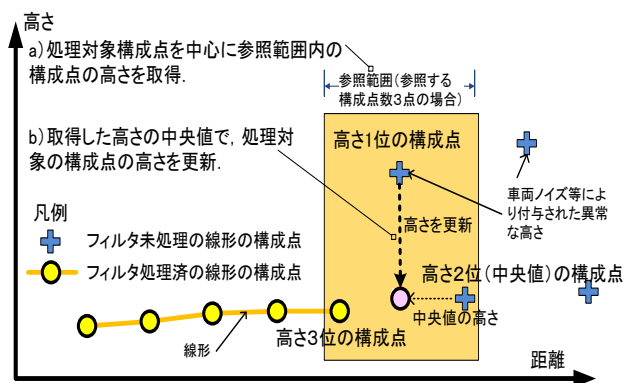 高さ
a)処理対象構成点を中心に参照範囲内の
構成点の高さを取得.
参照範囲(参照する
構成点数3点の場合)
b)取得した高さの中央値で,処理対
象の構成点の高さを更新.
高さ1位の構成点
車両ノイズ等によ
り付与された異常
な高さ
凡例
フィルタ未処理の線形の構成点
フィルタ処理済の線形の構成点
高さを更新
高さ2位(中央値)の構成点
中央値の高さ
高さ3位の構成点
線形
距離